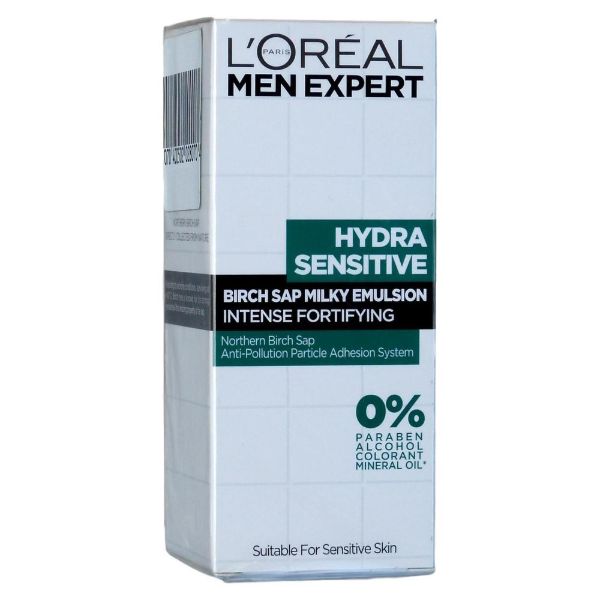 L'ORÉAL
PARIS
MEN EXPERT
HYDRA
SENSITIVE
BIRCH SAP MILKY EMULSION
INTENSE FORTIFYING
Northern Birch Sap
Anti-Pollution Particle Adhesion System
0%
PARABEN
ALCOHOL
COLORANT
MINERAL OIL*
Suitable For Sensitive Skin